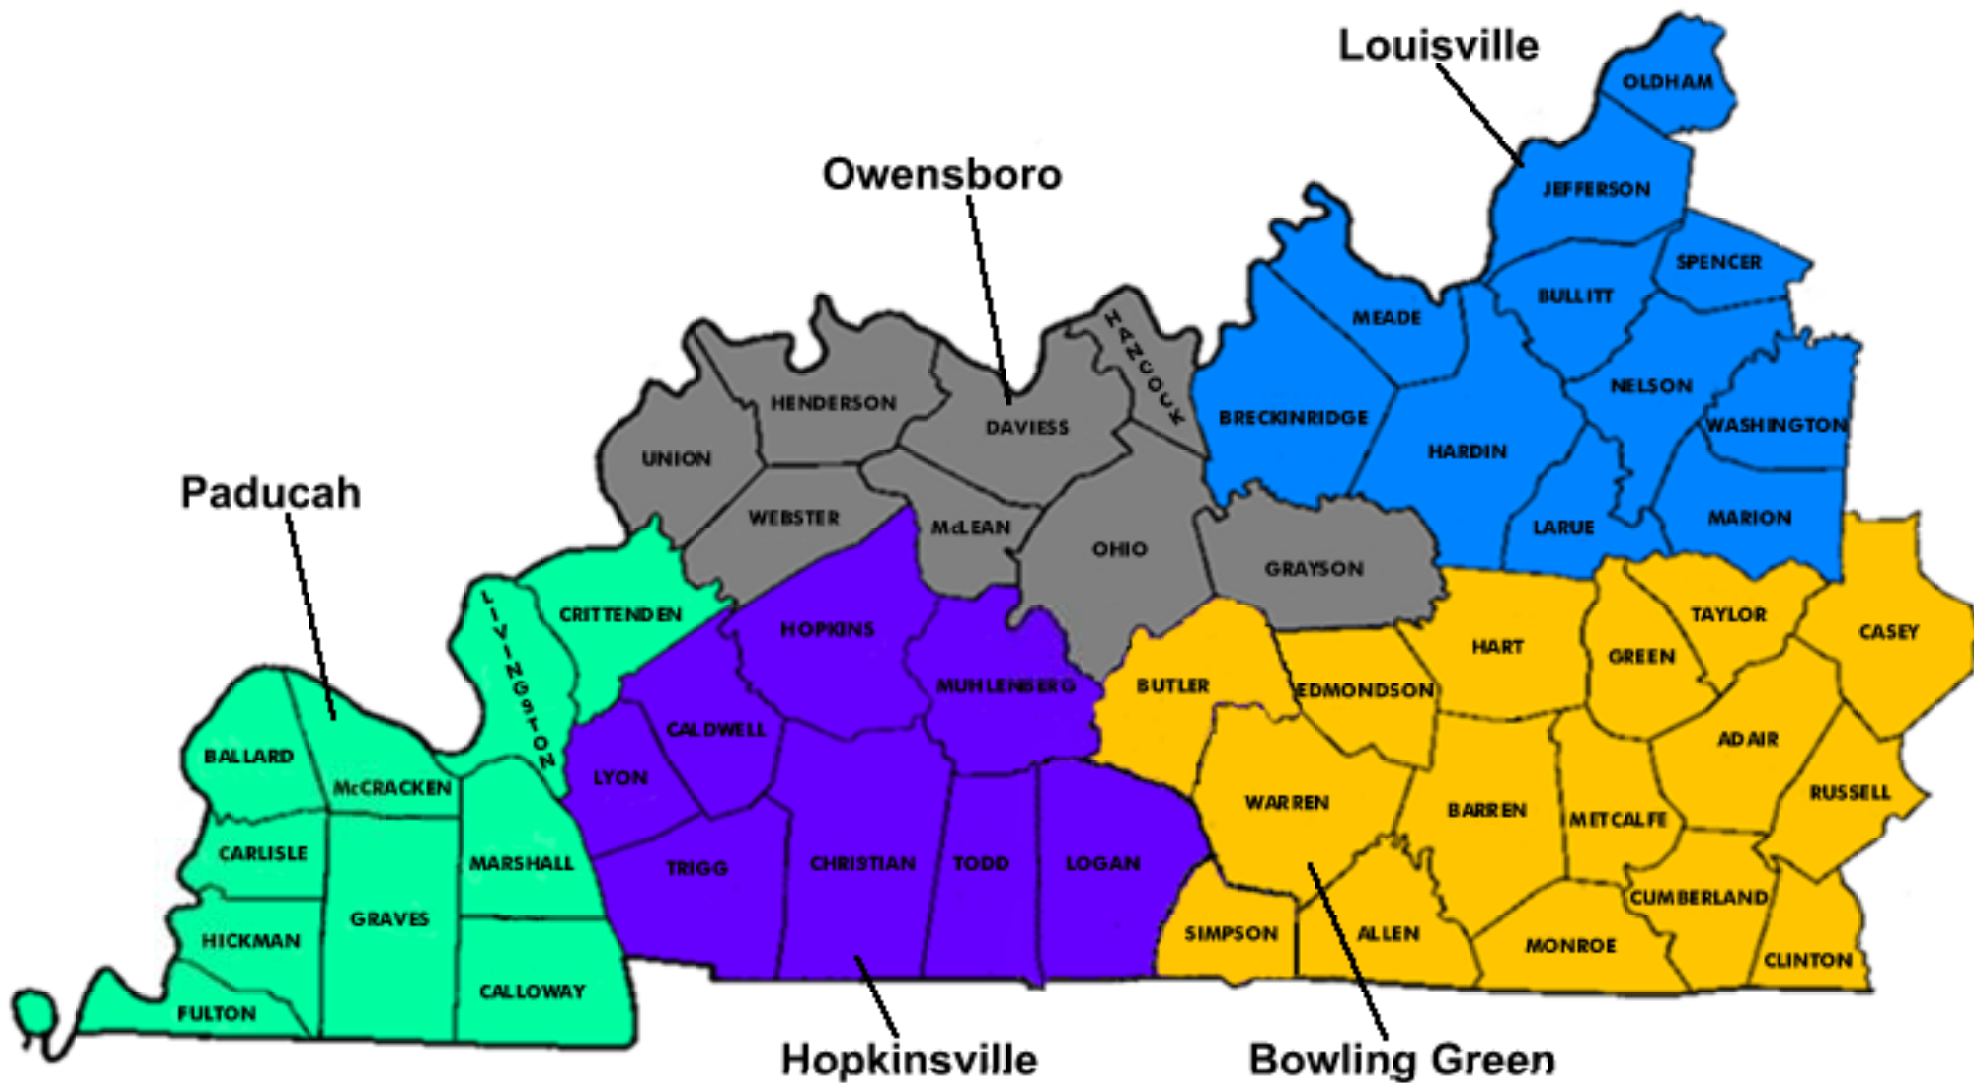 Louisville
OLDHAM
Owensboro
JEFFERSON
SPENCER
BULLITT
MEADE
HANCOCK
NELSON
HENDERSON
BRECKINRIDGE
WASHINGTON
DAVIESS
HARDIN
UNION
Paducah
WEBSTER
McLEAN
LARUE
MARION
OHIO
GRAYSON
LIVINGSTON
CRITTENDEN
HOPKINS
TAYLOR
CASEY
HART
GREEN
MUHLENBERG
BUTLER
EDMONDSON
CALDWELL
ADAIR
BALLARD
LYON
McCRACKEN
WARREN
BARREN
METCALFE
RUSSELL
CARLISLE
MARSHALL
TRIGG
CHRISTIAN
TODD
LOGAN
CUMBERLAND
GRAVES
HICKMAN
SIMPSON
ALLEN
MONROE
CLINTON
CALLOWAY
FULTON
Hopkinsville
Bowling Green